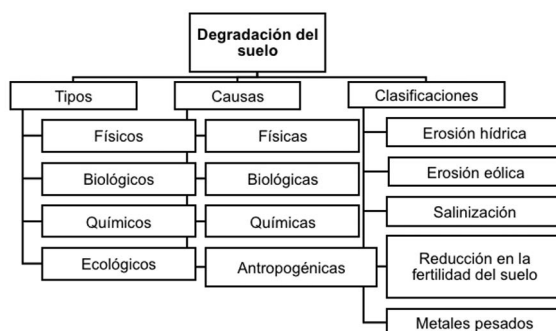 Degradación del
suelo
Tipos
Causas
Clasificaciones
Físicos
Físicas
Erosión hídrica
Biológicos
Biológicas
Erosión eólica
Químicos
Químicas
Salinización
Ecológicos
Antropogénicas
Reducción en la
fertilidad del suelo
Metales pesados